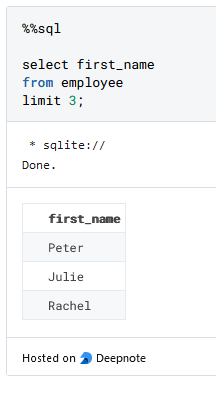 %%sql
select first_name
from employee
limit 3;
* sqlite://
Done.
first_name
Peter
Julie
Rachel
Hosted on Deepnote